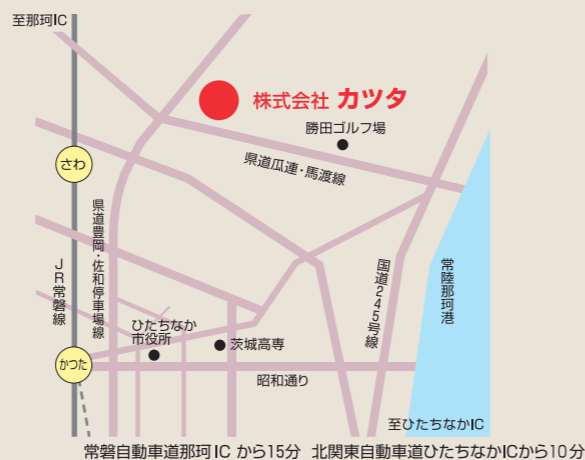 至那珂IC
株式会社 カツタ
勝田ゴルフ場
県道瓜連・馬渡線
さわ
県道豊岡・佐和停車場線
JR常磐線
国道245号線
常陸那珂港
ひたちなか
市役所
茨城高専
かつた
昭和通り
至ひたちなかIC
常磐自動車道那珂IC から15分 北関東自動車道ひたちなかICから10分